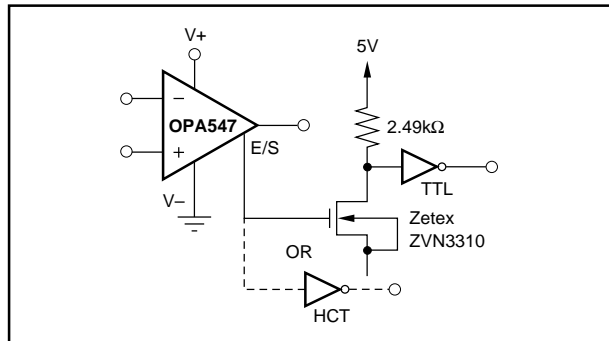 V+
5V
−
OPA547
+
E/S
V–
2.49kΩ
TTL
Zetex
ZVN3310
OR
HCT